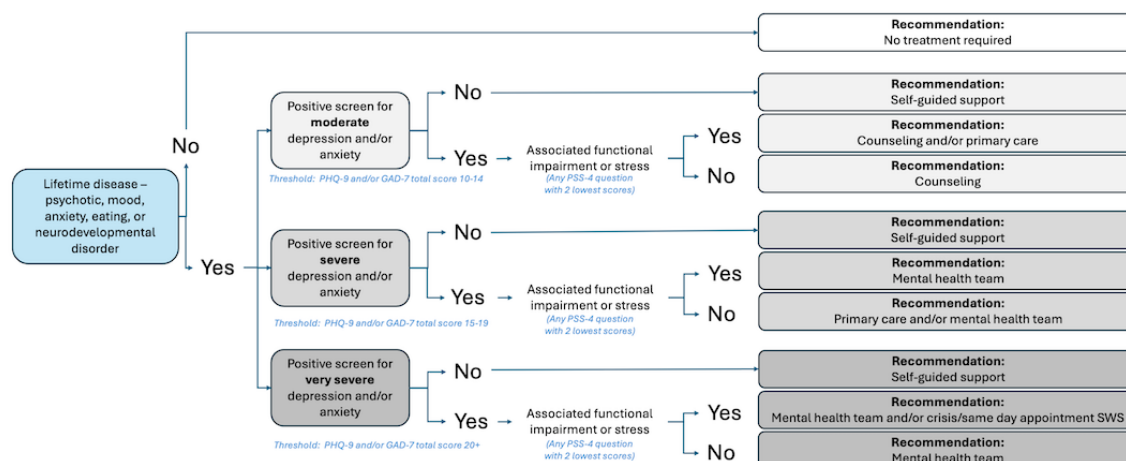 Recommendation:
No treatment required
No
Lifetime disease –
psychotic, mood,
anxiety, eating, or
neurodevelopmental
disorder
Yes
Positive screen for
moderate
depression and/or
anxiety
Threshold: PHQ-9 and/or GAD-7 total score 10-14
No
Recommendation:
Self-guided support
Yes
Associated functional
impairment or stress
(Any PSS-4 question
with 2 lowest scores)
Yes
Recommendation:
Counseling and/or primary care
No
Recommendation:
Counseling
Positive screen for
severe
depression and/or
anxiety
Threshold: PHQ-9 and/or GAD-7 total score 15-19
No
Recommendation:
Self-guided support
Yes
Associated functional
impairment or stress
(Any PSS-4 question
with 2 lowest scores)
Yes
Recommendation:
Mental health team
No
Recommendation:
Primary care and/or mental health team
Positive screen for
very severe
depression and/or
anxiety
Threshold: PHQ-9 and/or GAD-7 total score 20+
No
Recommendation:
Self-guided support
Yes
Associated functional
impairment or stress
(Any PSS-4 question
with 2 lowest scores)
Yes
Recommendation:
Mental health team and/or crisis/same day appointment SWS
No
Recommendation:
Mental health team